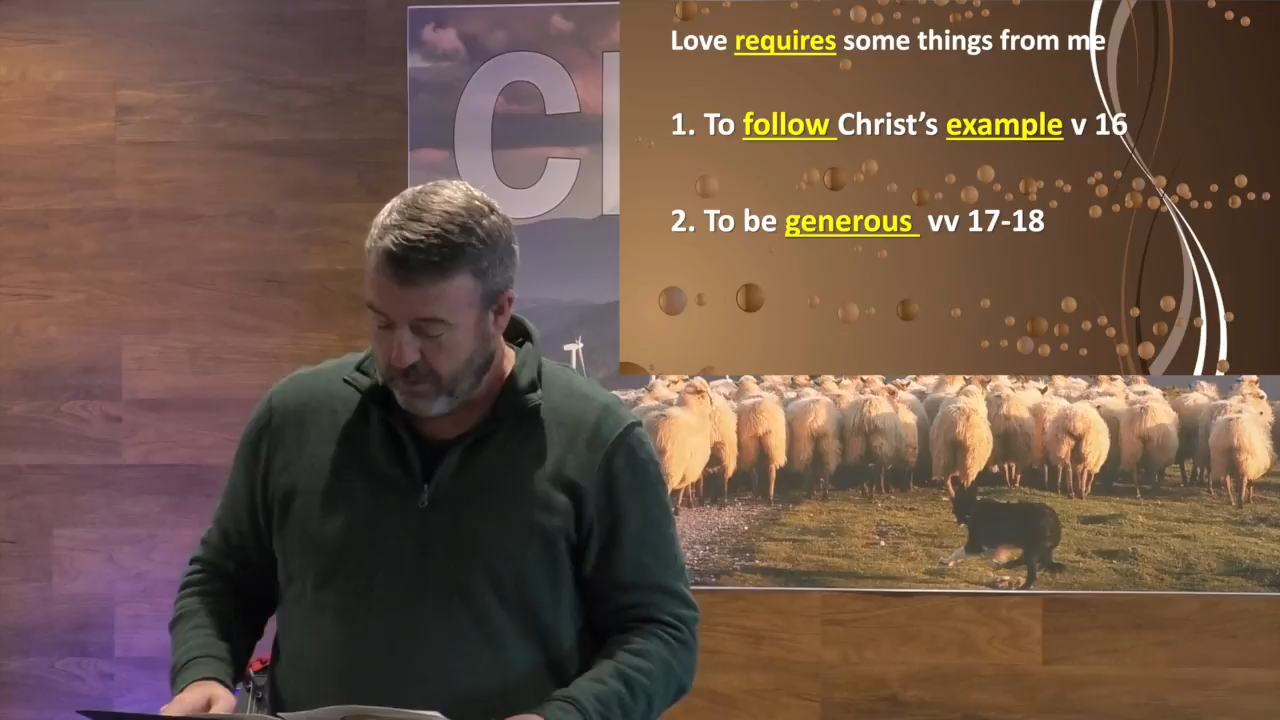 Love requires some things from me
1. To follow Christ’s example v 16
2. To be generous vv 17-18